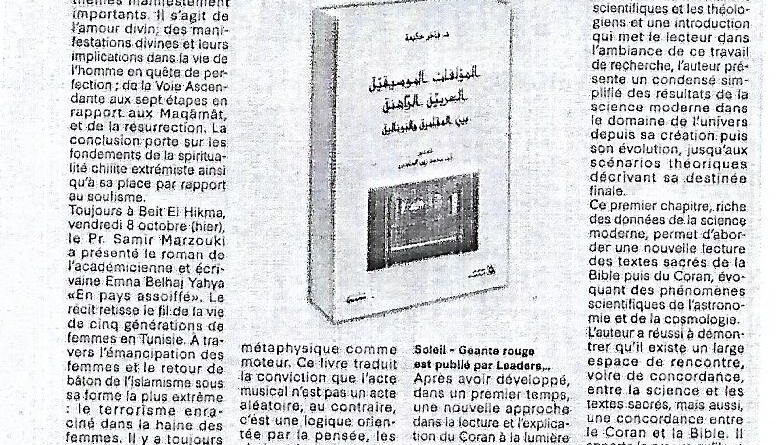 thèmes manifestement
importants. Il s'agit de
l'amour divin, des mani-
festations divines et leurs
implications dans la vie de
l'homme en quête de per-
fection ; de la Voie Ascen-
dante aux sept étapes en
rapport aux Maqâmât,
et de la résurrection. La
conclusion porte sur les
fondements de la spiritua-
lité chiite extrémiste ainsi
qu'à sa place par rapport
au soufisme.
Toujours à Beit El Hikma,
vendredi 8 octobre (hier),
le Pr. Samir Marzouki
a présenté le roman de
l'académicienne et écri-
vaine Emna Belhaj Yahya
«En pays assoiffé». Le
récit retisse le fil de la vie
de cinq générations de
femmes en Tunisie. À tra-
vers l'émancipation des
femmes et le retour de
bâton de l'islamisme sous
sa forme la plus extrême
: le terrorisme enra-
ciné dans la haine des
femmes. Il y a toujours
د. فاخر حكيمة
المؤلفات الموسيقية
العربية الراهنة
بين المقامية والتونالية
métaphysique comme
moteur. Ce livre traduit
la conviction que l'acte
musical n'est pas un acte
aléatoire, au contraire,
c'est une logique orien-
tée par la pensée, les
Soleil - Géante rouge
est publié par Leaders...
Après avoir développé,
dans un premier temps,
une nouvelle approche
dans la lecture et l'explica-
tion du Coran à la lumière
scientifiques et les théolo-
giens et une introduction
qui met le lecteur dans
l'ambiance de ce travail
de recherche, l'auteur pré-
sente un condensé sim-
plifié des résultats de la
science moderne dans
le domaine de l'univers
depuis sa création puis
son évolution, jusqu'aux
scénarios théoriques
décrivant sa destinée
finale.
Ce premier chapitre, riche
des données de la science
moderne, permet d'abor-
der une nouvelle lecture
des textes sacrés de la
Bible puis du Coran, évo-
quant des phénomènes
scientifiques de l'astrono-
mie et de la cosmologie.
L'auteur a réussi à démon-
trer qu'il existe un large
espace de rencontre,
voire de concordance,
entre la science et les
textes sacrés, mais aussi,
une concordance entre
le Coran et la Bible. Il